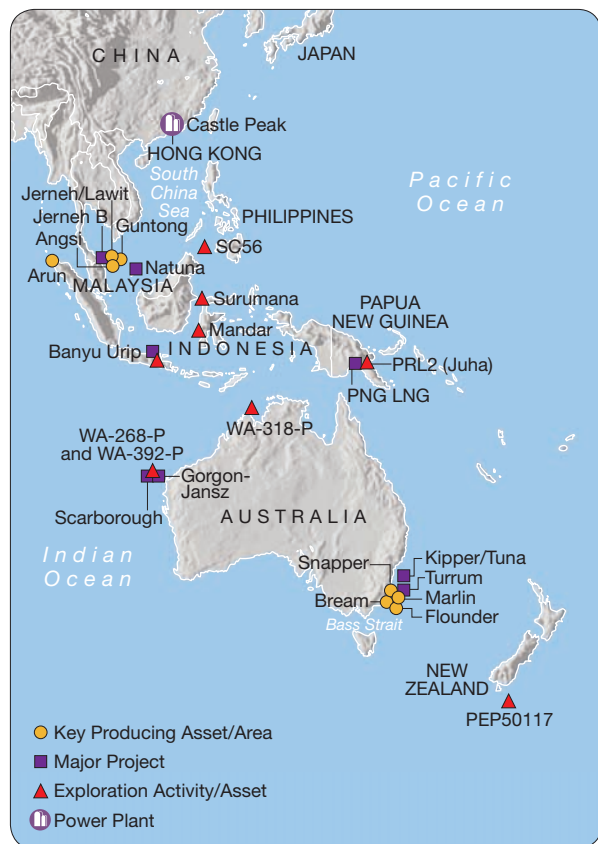 CHINA
JAPAN
Castle Peak
HONG KONG
South
China
Sea
Pacific
Ocean
Jerneh/Lawit
Jerneh B
Guntong
Angsi
PHILIPPINES
SC56
Arun
Natuna
MALAYSIA
Surumana
PAPUA
NEW GUINEA
Mandar
Banyu Urip
INDONESIA
PRL2 (Juha)
PNG LNG
WA-318-P
WA-268-P
and WA-392-P
Gorgon-
Jansz
Scarborough
AUSTRALIA
Indian
Ocean
Snapper
Kipper/Tuna
Turrum
Bream
Marlin
Flounder
Bass Strait
NEW
ZEALAND
PEP50117
Key Producing Asset/Area
Major Project
Exploration Activity/Asset
Power Plant